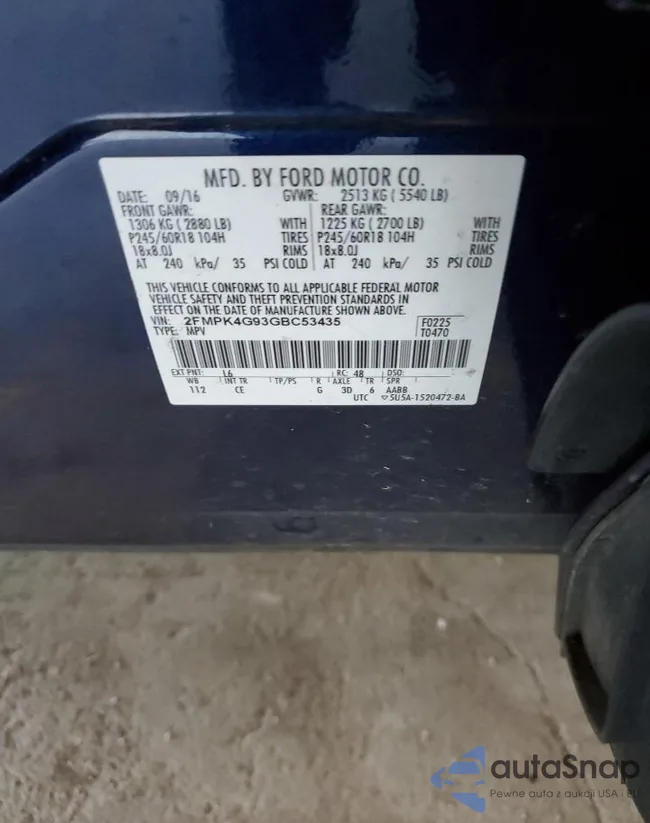 MFD. BY FORD MOTOR CO.
DATE: 09/16 GVWR: 2513 KG ( 5540 LB)
FRONT GAWR: REAR GAWR:
1306 KG ( 2880 LB) WITH 1225 KG ( 2700 LB) WITH
P245/60R18 104H TIRES P245/60R18 104H TIRES
18x8.0J RIMS 18x8.0J RIMS
AT 240 kPa/ 35 PSI COLD AT 240 kPa/ 35 PSI COLD
THIS VEHICLE CONFORMS TO ALL APPLICABLE FEDERAL MOTOR
VEHICLE SAFETY AND THEFT PREVENTION STANDARDS IN
EFFECT ON THE DATE OF MANUFACTURE SHOWN ABOVE.
VIN: 2FMPK4G93GBC53435 F0225
TYPE: MPV T0470
EXT PNT: L6 RC: 48 DSO:
WB INT TR TP/PS R AXLE TR SPR
112 CE G 3D 6 AABB
UTC ▽5U5A-1520472-BA
autaSnap
Pewne auta z aukcji USA i EU